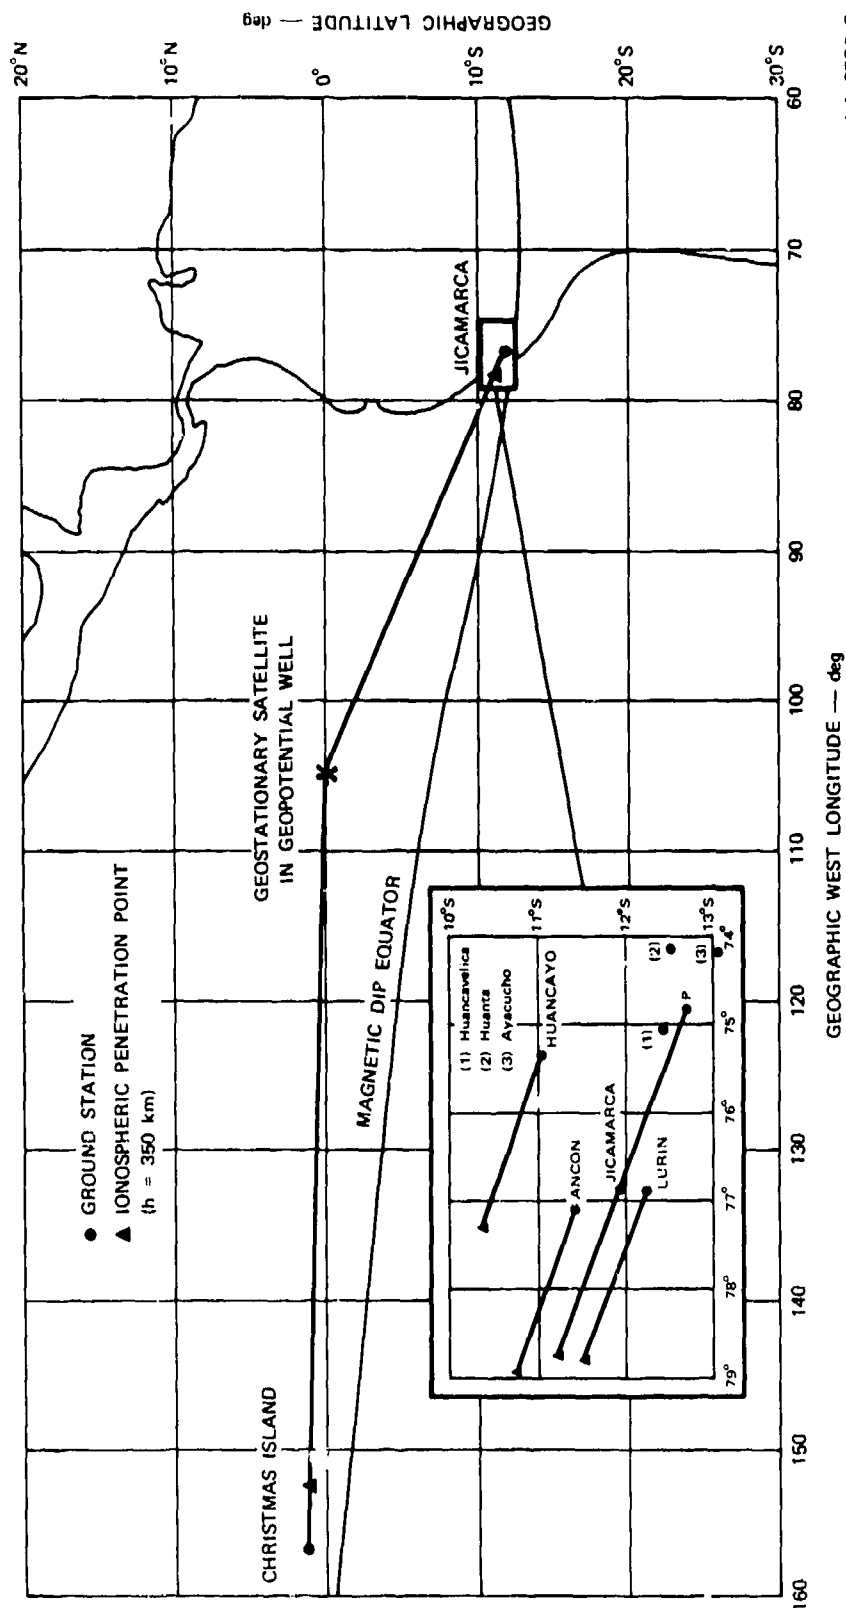 GEOGRAPHIC LATITUDE — deg
20°N
10°N
0°
10°S
20°S
30°S
● GROUND STATION
▲ IONOSPHERIC PENETRATION POINT
(h = 350 km)
GEOSTATIONARY SATELLITE
IN GEOPOTENTIAL WELL
CHRISTMAS ISLAND
MAGNETIC DIP EQUATOR
JICAMARCA
10°S
11°S
12°S
13°S
(1) Huancavelica
(2) Huanta
(3) Ayacucho
HUANCAYO
ANCON
JICAMARCA
LURIN
P
(1)
(2)
(3)
79°
78°
77°
76°
75°
74°
160
150
140
130
120
110
100
90
80
70
60
GEOGRAPHIC WEST LONGITUDE — deg